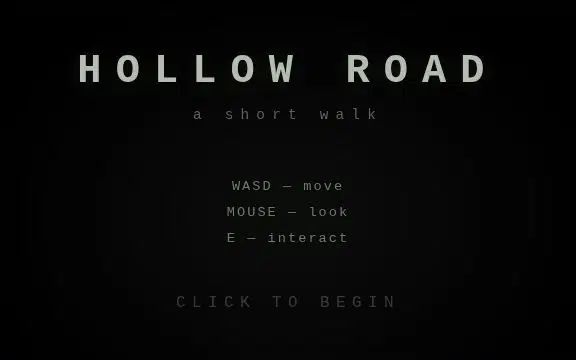 HOLLOW ROAD
a short walk
WASD — move
MOUSE — look
E — interact
CLICK TO BEGIN